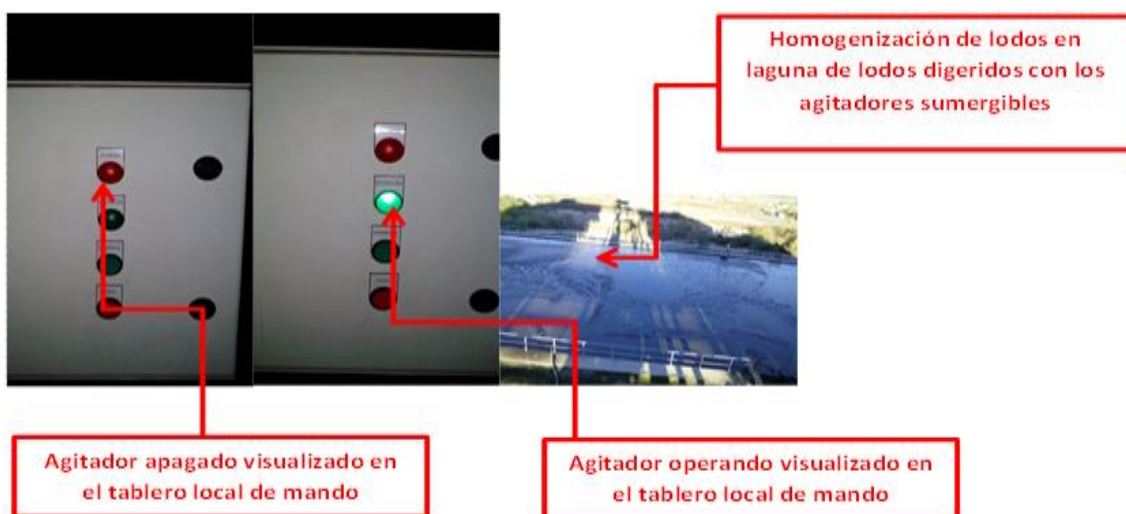 Homogenización de lodos en
laguna de lodos digeridos con los
agitadores sumergibles
Agitador apagado visualizado en
el tablero local de mando
Agitador operando visualizado en
el tablero local de mando